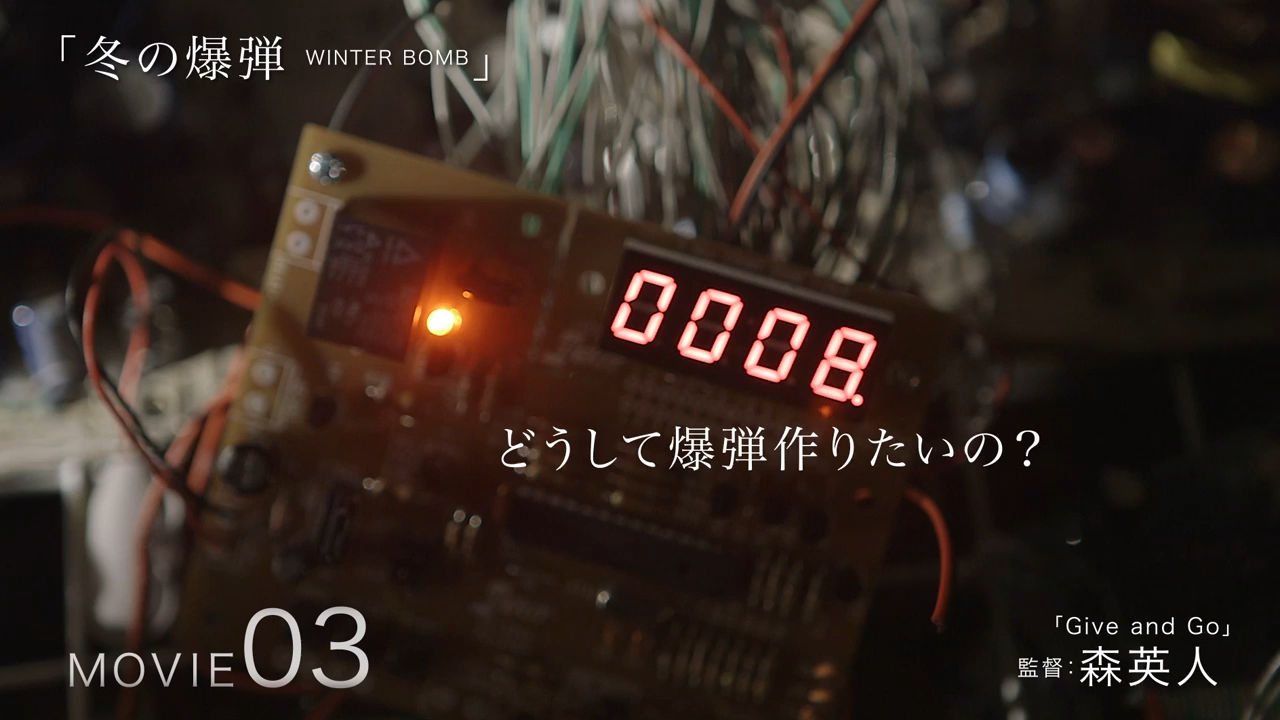 「冬の爆弾 WINTER BOMB」
0008.
どうして爆弾作りたいの？
MOVIE03
「Give and Go」
監督：森英人